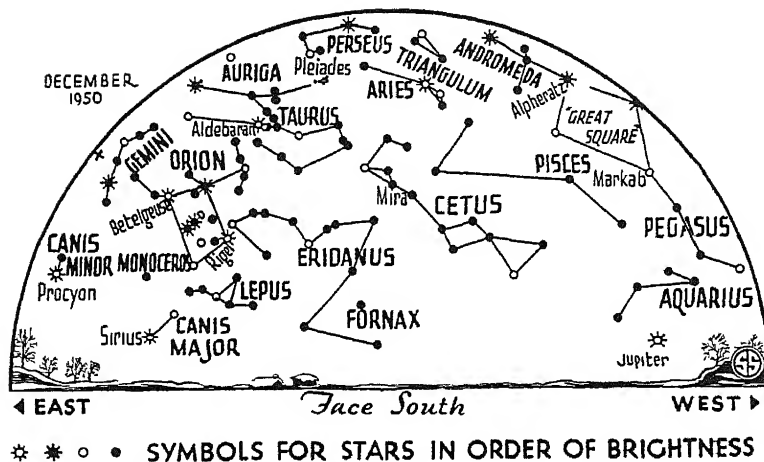 DECEMBER
1950
PERSEUS
Pleiades
AURIGA
TRIANGULUM
ANDROMEDA
ARIES
Alpheratz
TAURUS
Aldebaran
"GREAT
SQUARE"
GEMINI
ORION
PISCES
Markab
Mira
Betelgeuse
CETUS
PEGASUS
CANIS
MINOR
MONOCEROS
Rigel
ERIDANUS
Procyon
LEPUS
AQUARIUS
FORNAX
Sirius
CANIS
MAJOR
Jupiter
EAST
Face South
WEST
SYMBOLS FOR STARS IN ORDER OF BRIGHTNESS